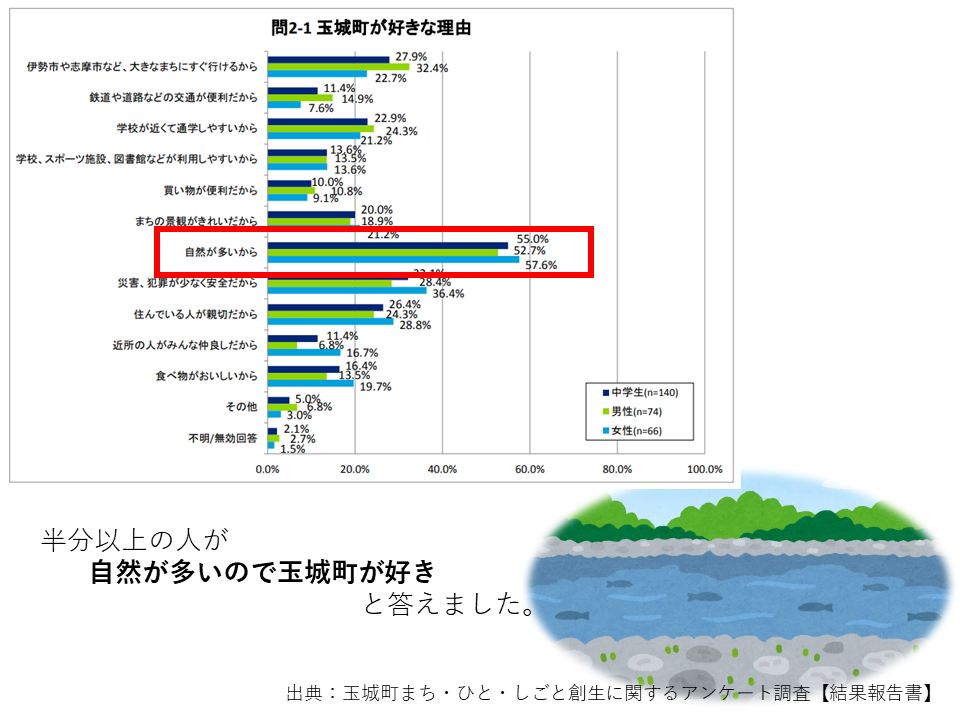 問2-1 玉城町が好きな理由
伊勢市や志摩市など、大きなまちにすぐ行けるから
27.9%
32.4%
22.7%
鉄道や道路などの交通が便利だから
11.4%
14.9%
7.6%
学校が近くて通学しやすいから
22.9%
24.3%
21.2%
学校、スポーツ施設、図書館などが利用しやすいから
13.6%
13.5%
13.6%
買い物が便利だから
10.0%
10.8%
9.1%
まちの景観がきれいだから
20.0%
18.9%
21.2%
自然が多いから
55.0%
52.7%
57.6%
災害、犯罪が少なく安全だから
28.4%
36.4%
住んでいる人が親切だから
26.4%
24.3%
28.8%
近所の人がみんな仲良しだから
11.4%
6.8%
16.7%
食べ物がおいしいから
16.4%
13.5%
19.7%
その他
5.0%
6.8%
3.0%
不明/無効回答
2.1%
2.7%
1.5%
0.0% 20.0% 40.0% 60.0% 80.0% 100.0%
中学生(n=140)
男性(n=74)
女性(n=66)
半分以上の人が
自然が多いので玉城町が好き
と答えました。
出典：玉城町まち・ひと・しごと創生に関するアンケート調査【結果報告書】